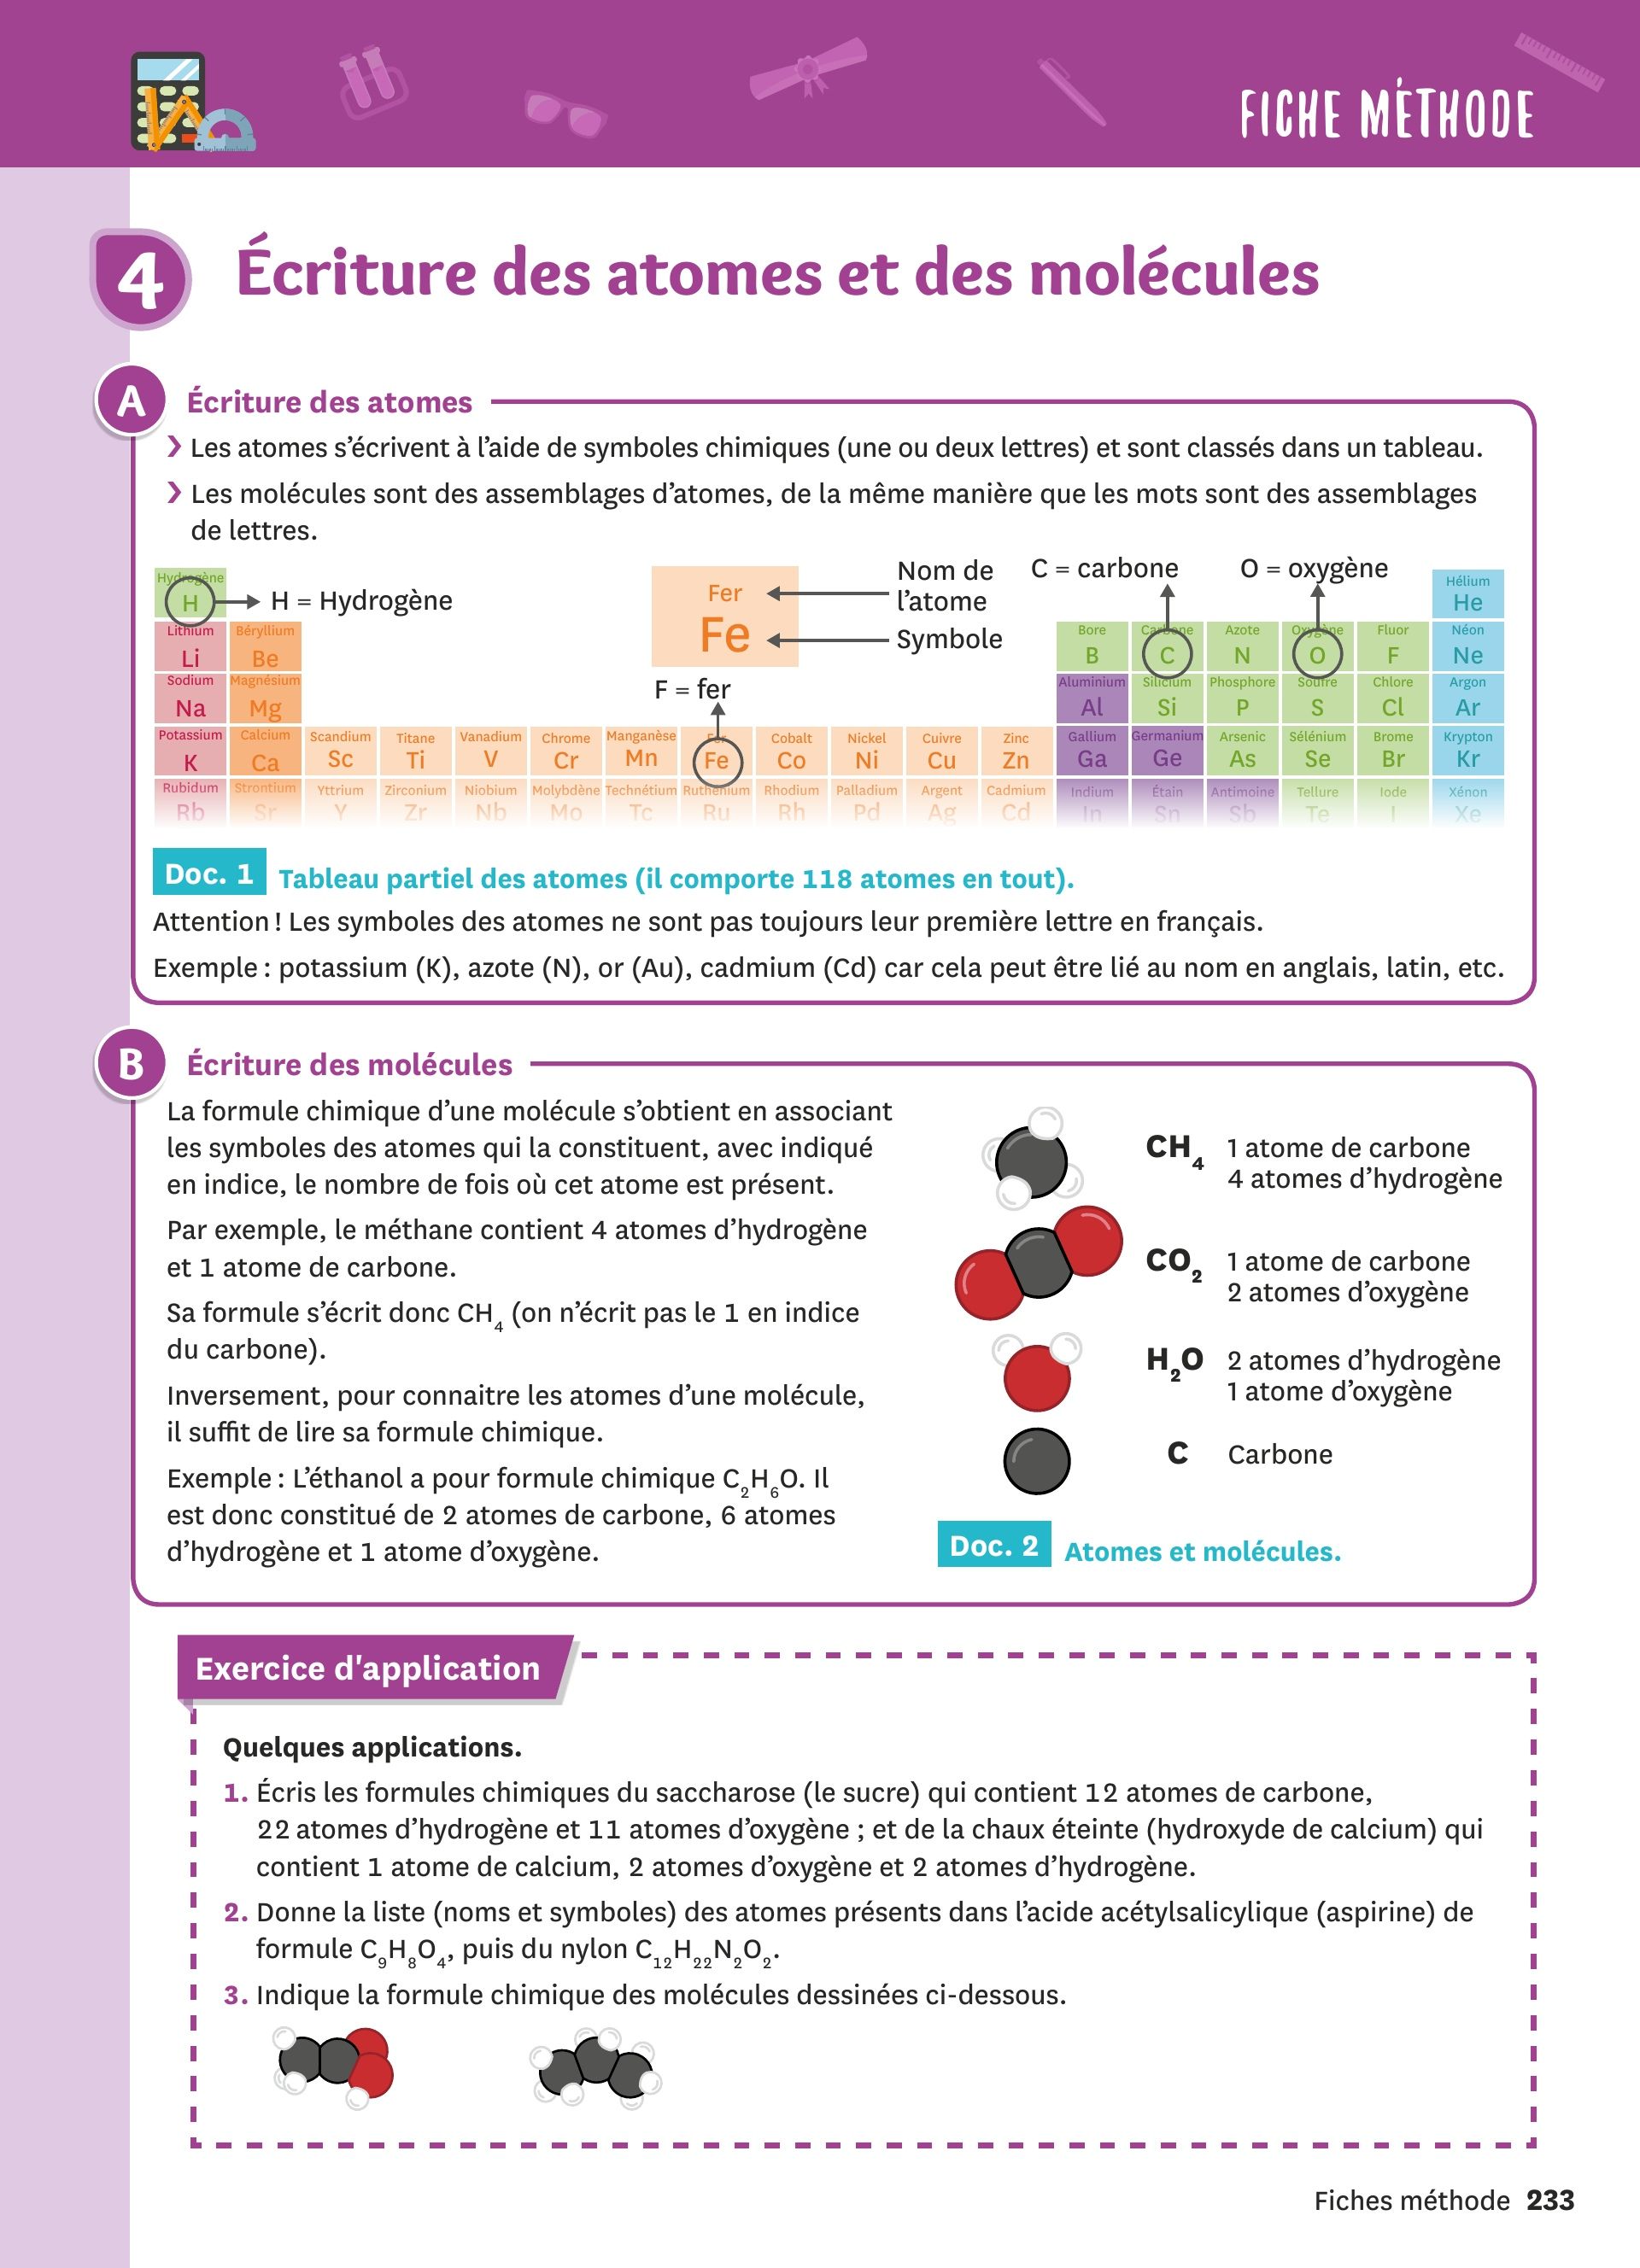 FICHE MÉTHODE
4 Écriture des atomes et des molécules
A Écriture des atomes
❯ Les atomes s’écrivent à l’aide de symboles chimiques (une ou deux lettres) et sont classés dans un tableau.
❯ Les molécules sont des assemblages d’atomes, de la même manière que les mots sont des assemblages
de lettres.
Nom de
l’atome
Symbole
Fer
Fe
C = carbone
O = oxygène
H = Hydrogène
F = fer
Hydrogène
H
Hélium
He
Lithium Béryllium Bore Carbone Azote Oxygène Fluor Néon
Li Be B C N O F Ne
Sodium Magnésium Aluminium Silicium Phosphore Soufre Chlore Argon
Na Mg Al Si P S Cl Ar
Potassium Calcium Scandium Titane Vanadium Chrome Manganèse Fer Cobalt Nickel Cuivre Zinc Gallium Germanium Arsenic Sélénium Brome Krypton
K Ca Sc Ti V Cr Mn Fe Co Ni Cu Zn Ga Ge As Se Br Kr
Rubidum Strontium Yttrium Zirconium Niobium Molybdène Technétium Ruthénium Rhodium Palladium Argent Cadmium Indium Étain Antimoine Tellure Iode Xénon
Rb Sr Y Zr Nb Mo Tc Ru Rh Pd Ag Cd In Sn Sb Te I Xe
Doc. 1 Tableau partiel des atomes (il comporte 118 atomes en tout).
Attention ! Les symboles des atomes ne sont pas toujours leur première lettre en français.
Exemple : potassium (K), azote (N), or (Au), cadmium (Cd) car cela peut être lié au nom en anglais, latin, etc.
B Écriture des molécules
La formule chimique d’une molécule s’obtient en associant
les symboles des atomes qui la constituent, avec indiqué
en indice, le nombre de fois où cet atome est présent.
Par exemple, le méthane contient 4 atomes d’hydrogène
et 1 atome de carbone.
Sa formule s’écrit donc CH₄ (on n’écrit pas le 1 en indice
du carbone).
Inversement, pour connaitre les atomes d’une molécule,
il suffit de lire sa formule chimique.
Exemple : L’éthanol a pour formule chimique C₂H₆O. Il
est donc constitué de 2 atomes de carbone, 6 atomes
d’hydrogène et 1 atome d’oxygène.
CH₄ 1 atome de carbone
4 atomes d’hydrogène
CO₂ 1 atome de carbone
2 atomes d’oxygène
H₂O 2 atomes d’hydrogène
1 atome d’oxygène
C Carbone
Doc. 2 Atomes et molécules.
Exercice d'application
Quelques applications.
1. Écris les formules chimiques du saccharose (le sucre) qui contient 12 atomes de carbone,
22 atomes d’hydrogène et 11 atomes d’oxygène ; et de la chaux éteinte (hydroxyde de calcium) qui
contient 1 atome de calcium, 2 atomes d’oxygène et 2 atomes d’hydrogène.
2. Donne la liste (noms et symboles) des atomes présents dans l’acide acétylsalicylique (aspirine) de
formule C₉H₈O₄, puis du nylon C₁₂H₂₂N₂O₂.
3. Indique la formule chimique des molécules dessinées ci-dessous.
Fiches méthode 233